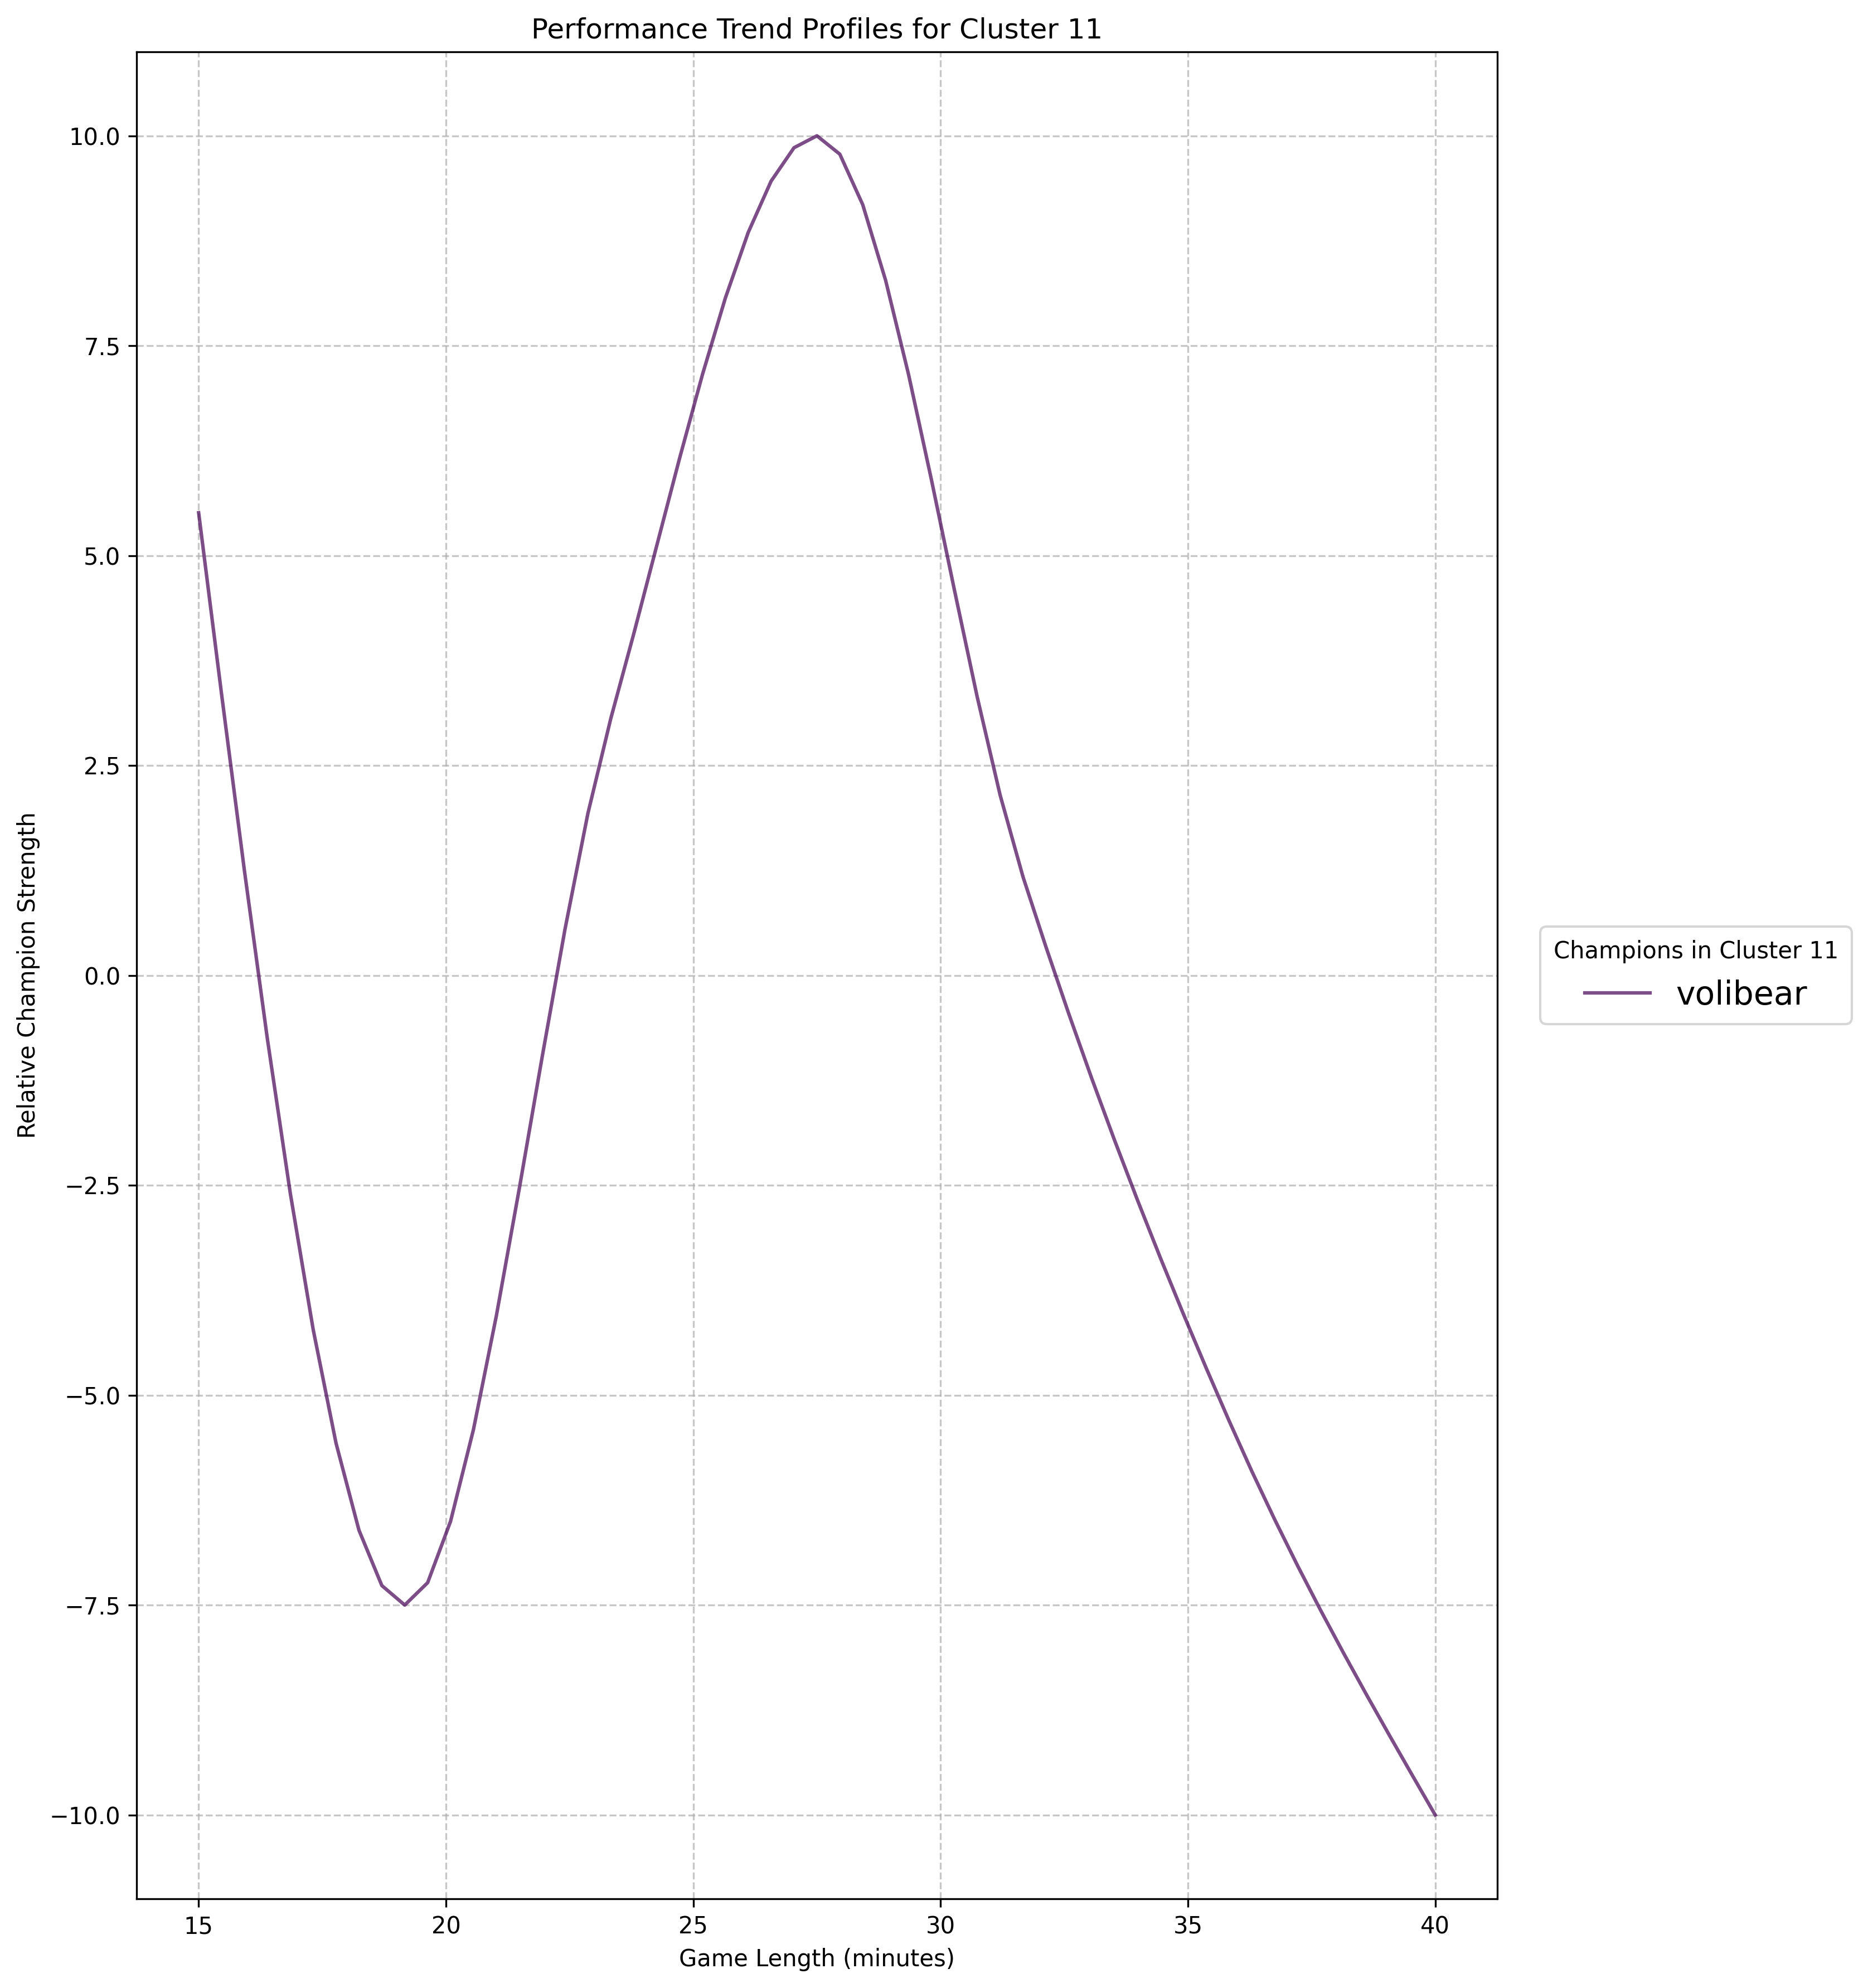 Performance Trend Profiles for Cluster 11
Relative Champion Strength
10.0
7.5
5.0
2.5
0.0
−2.5
−5.0
−7.5
−10.0
15 20 25 30 35 40
Game Length (minutes)
Champions in Cluster 11
volibear